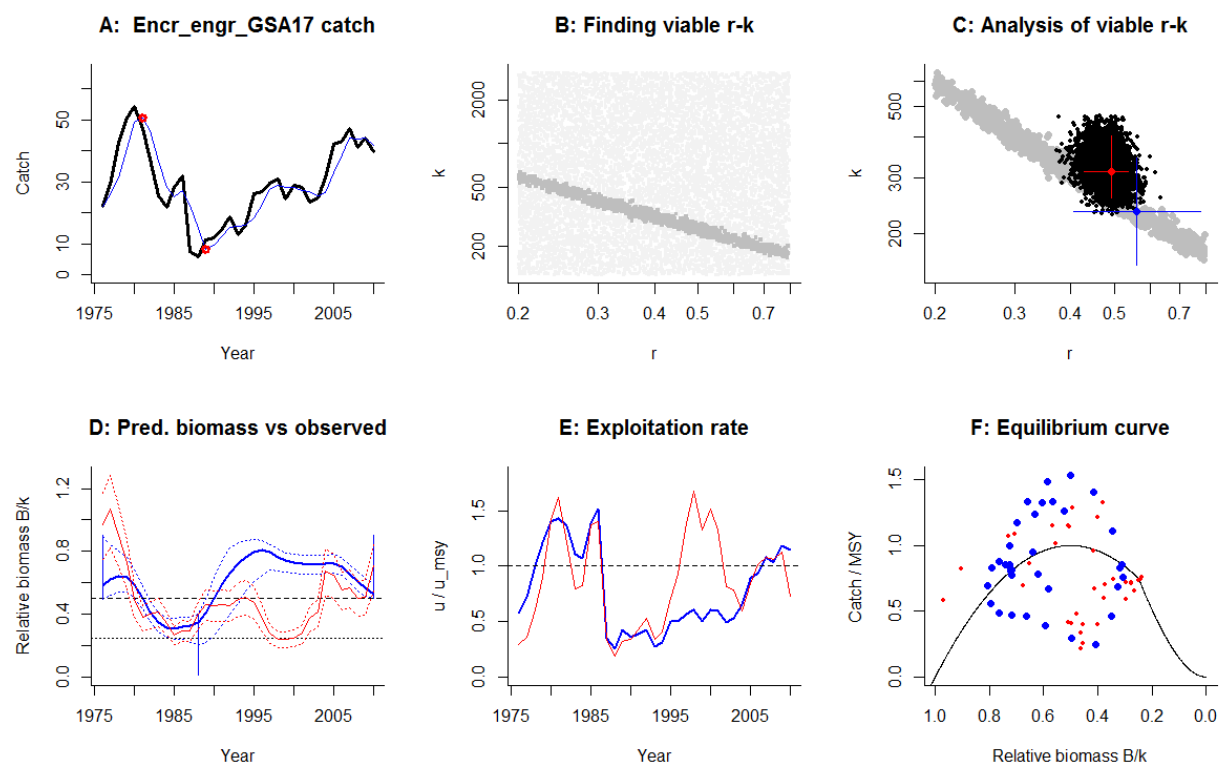 A: Encr_engr_GSA17 catch
Catch
0
10
30
50
1975
1985
1995
2005
Year
B: Finding viable r-k
k
200
500
2000
0.2
0.3
0.4
0.5
0.7
r
C: Analysis of viable r-k
k
200
300
500
0.2
0.3
0.4
0.5
0.7
r
D: Pred. biomass vs observed
Relative biomass B/k
0.0
0.4
0.8
1.2
1975
1985
1995
2005
Year
E: Exploitation rate
u / u_msy
0.0
0.5
1.0
1.5
1975
1985
1995
2005
Year
F: Equilibrium curve
Catch / MSY
0.0
0.5
1.0
1.5
1.0
0.8
0.6
0.4
0.2
0.0
Relative biomass B/k